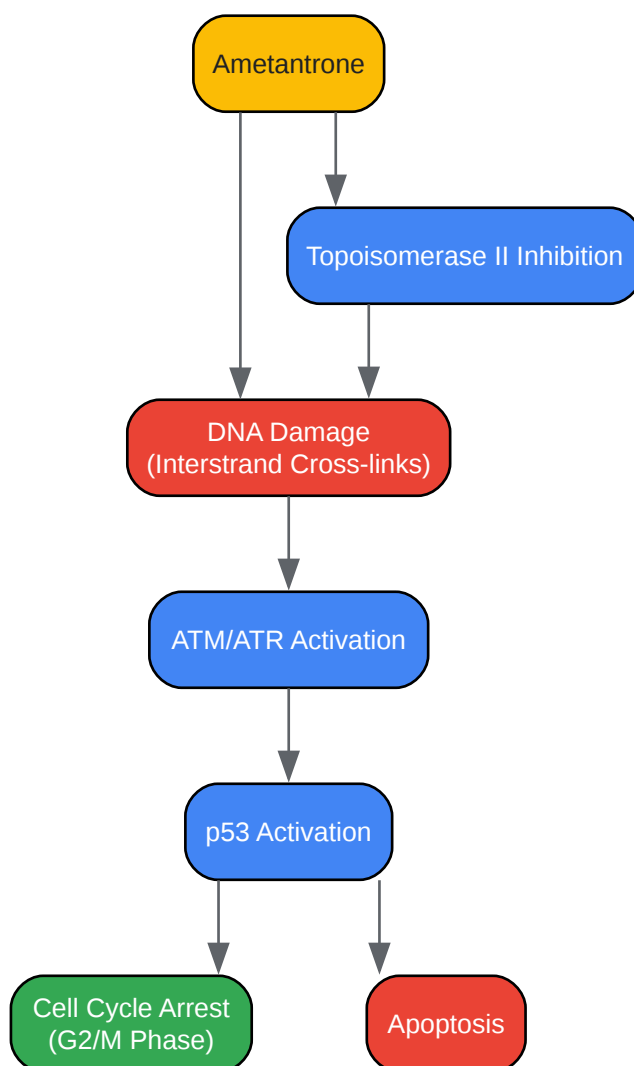 Ametantrone
Topoisomerase II Inhibition
DNA Damage
(Interstrand Cross-links)
ATM/ATR Activation
p53 Activation
Cell Cycle Arrest
(G2/M Phase)
Apoptosis